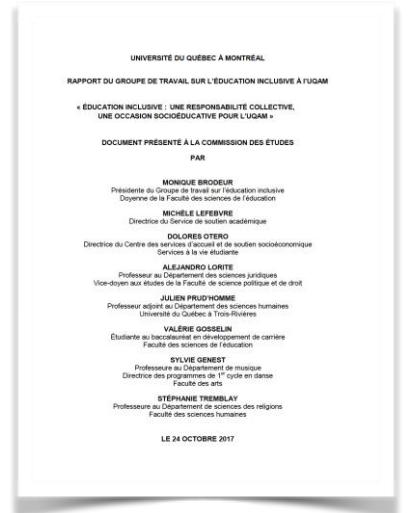 UNIVERSITÉ DU QUÉBEC À MONTRÉAL
RAPPORT DU GROUPE DE TRAVAIL SUR L'ÉDUCATION INCLUSIVE À l'UQAM
« ÉDUCATION INCLUSIVE : UNE RESPONSABILITÉ COLLECTIVE,
UNE OCCASION SOCIOÉDUCATIVE POUR L'UQAM »
DOCUMENT PRÉSENTÉ À LA COMMISSION DES ÉTUDES
PAR
MONIQUE BRODEUR
Présidente du Groupe de travail sur l'éducation inclusive
Doyenne de la Faculté des sciences de l'éducation
MICHÈLE LEFEBVRE
Directrice du Service de soutien académique
DOLORES OTERO
Directrice du Centre des services d'accueil et de soutien socioéconomique
Services à la vie étudiante
ALEJANDRO LORITE
Professeur au Département des sciences juridiques
Vice-doyen aux études de la Faculté de science politique et de droit
JULIEN PRUD'HOMME
Professeur adjoint au Département des sciences humaines
Université du Québec à Trois-Rivières
VALÉRIE GOSSELIN
Étudiante au baccalauréat en développement de carrière
Faculté des sciences de l'éducation
SYLVIE GENEST
Professeure au Département de musique
Directrice des programmes de 1er cycle en danse
Faculté des arts
STÉPHANIE TREMBLAY
Professeure au Département de sciences des religions
Faculté des sciences humaines
LE 24 OCTOBRE 2017